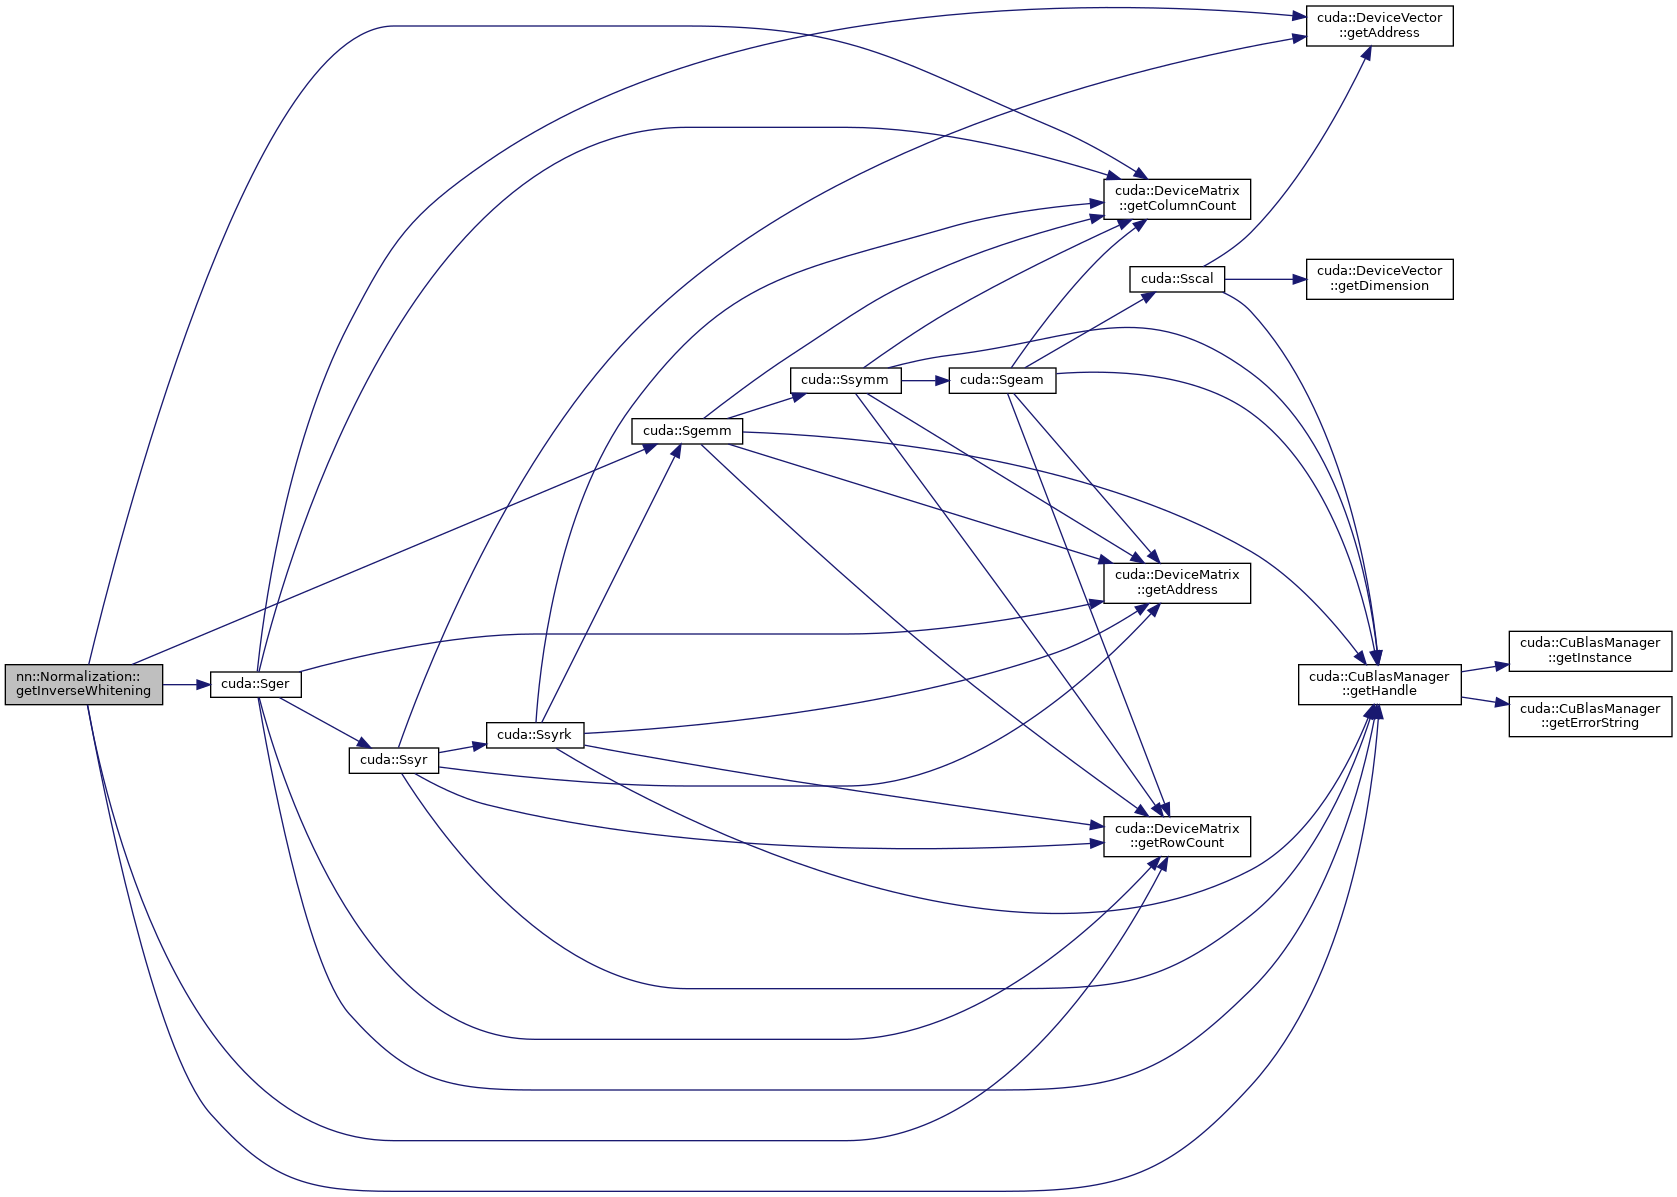 cuda::DeviceVector
::getAddress
cuda::DeviceMatrix
::getColumnCount
cuda::Sscal
cuda::DeviceVector
::getDimension
cuda::Ssymm
cuda::Sgeam
cuda::Sgemm
cuda::DeviceMatrix
::getAddress
cuda::CuBlasManager
::getInstance
nn::Normalization::
getInverseWhitening
cuda::Sger
cuda::CuBlasManager
::getHandle
cuda::CuBlasManager
::getErrorString
cuda::Ssyrk
cuda::Ssyr
cuda::DeviceMatrix
::getRowCount